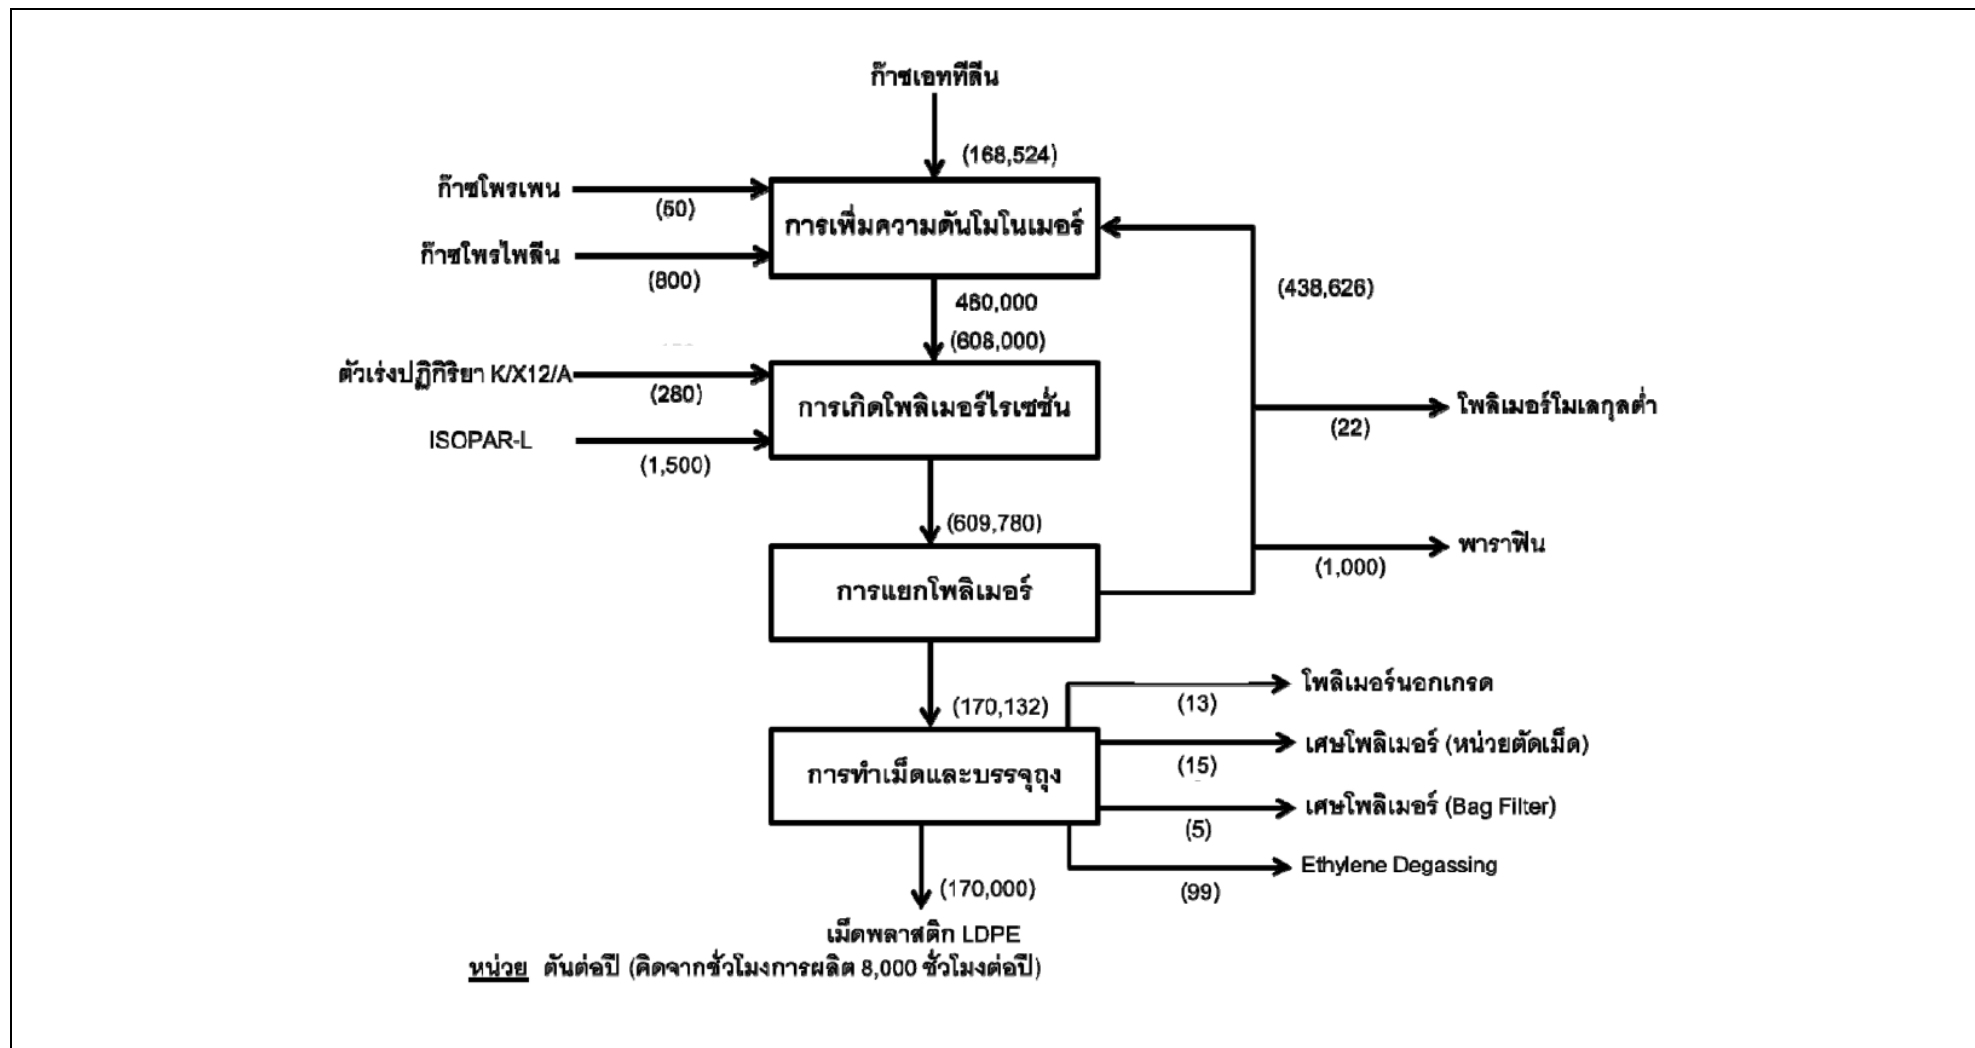 ก๊าซเอททีลีน
(168,524)
ก๊าซโพรเพน
(50)
การเพิ่มความดันโมโนเมอร์
ก๊าซโพรไพลีน
(800)
(438,626)
480,000
(608,000)
ตัวเร่งปฏิกิริยา K/X12/A
(280)
การเกิดโพลิเมอร์ไรเซชั่น
โพลิเมอร์โมเลกุลต่ำ
(22)
ISOPAR-L
(1,500)
(609,780)
พาราฟิน
(1,000)
การแยกโพลิเมอร์
โพลิเมอร์นอกเกรด
(170,132)
(13)
เศษโพลิเมอร์ (หน่วยตัดเม็ด)
(15)
การทำเม็ดและบรรจุถุง
เศษโพลิเมอร์ (Bag Filter)
(5)
Ethylene Degassing
(99)
(170,000)
เม็ดพลาสติก LDPE
หน่วย ตันต่อปี (คิดจากชั่วโมงการผลิต 8,000 ชั่วโมงต่อปี)